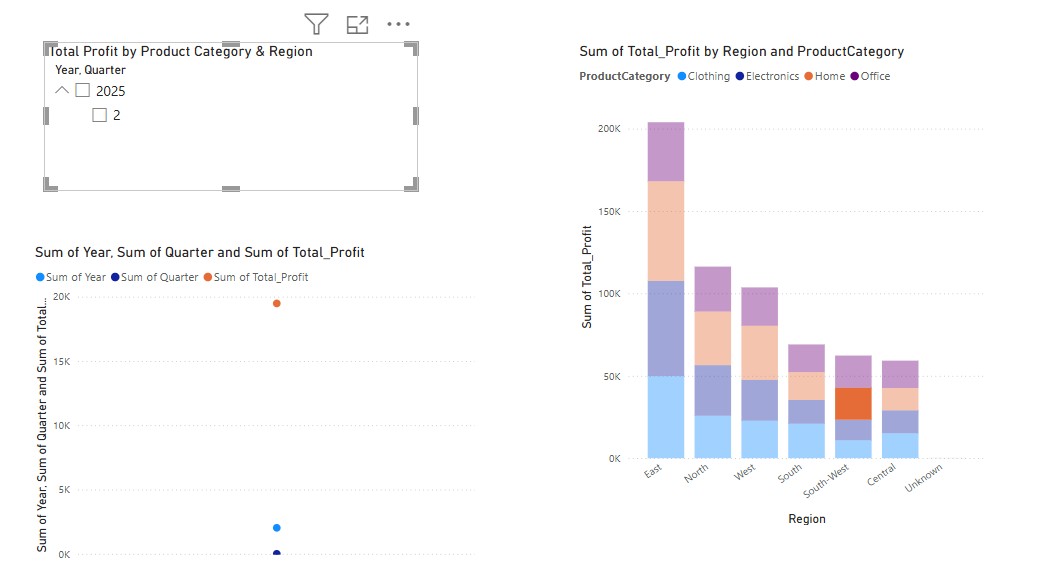 Total Profit by Product Category & Region
Year, Quarter
2025
2
Sum of Year, Sum of Quarter and Sum of Total_Profit
Sum of Year Sum of Quarter Sum of Total_Profit
Sum of Year, Sum of Quarter and Sum of Total...
20K
15K
10K
5K
0K
Sum of Total_Profit by Region and ProductCategory
ProductCategory Clothing Electronics Home Office
Sum of Total_Profit
200K
150K
100K
50K
0K
East North West South South-West Central Unknown
Region